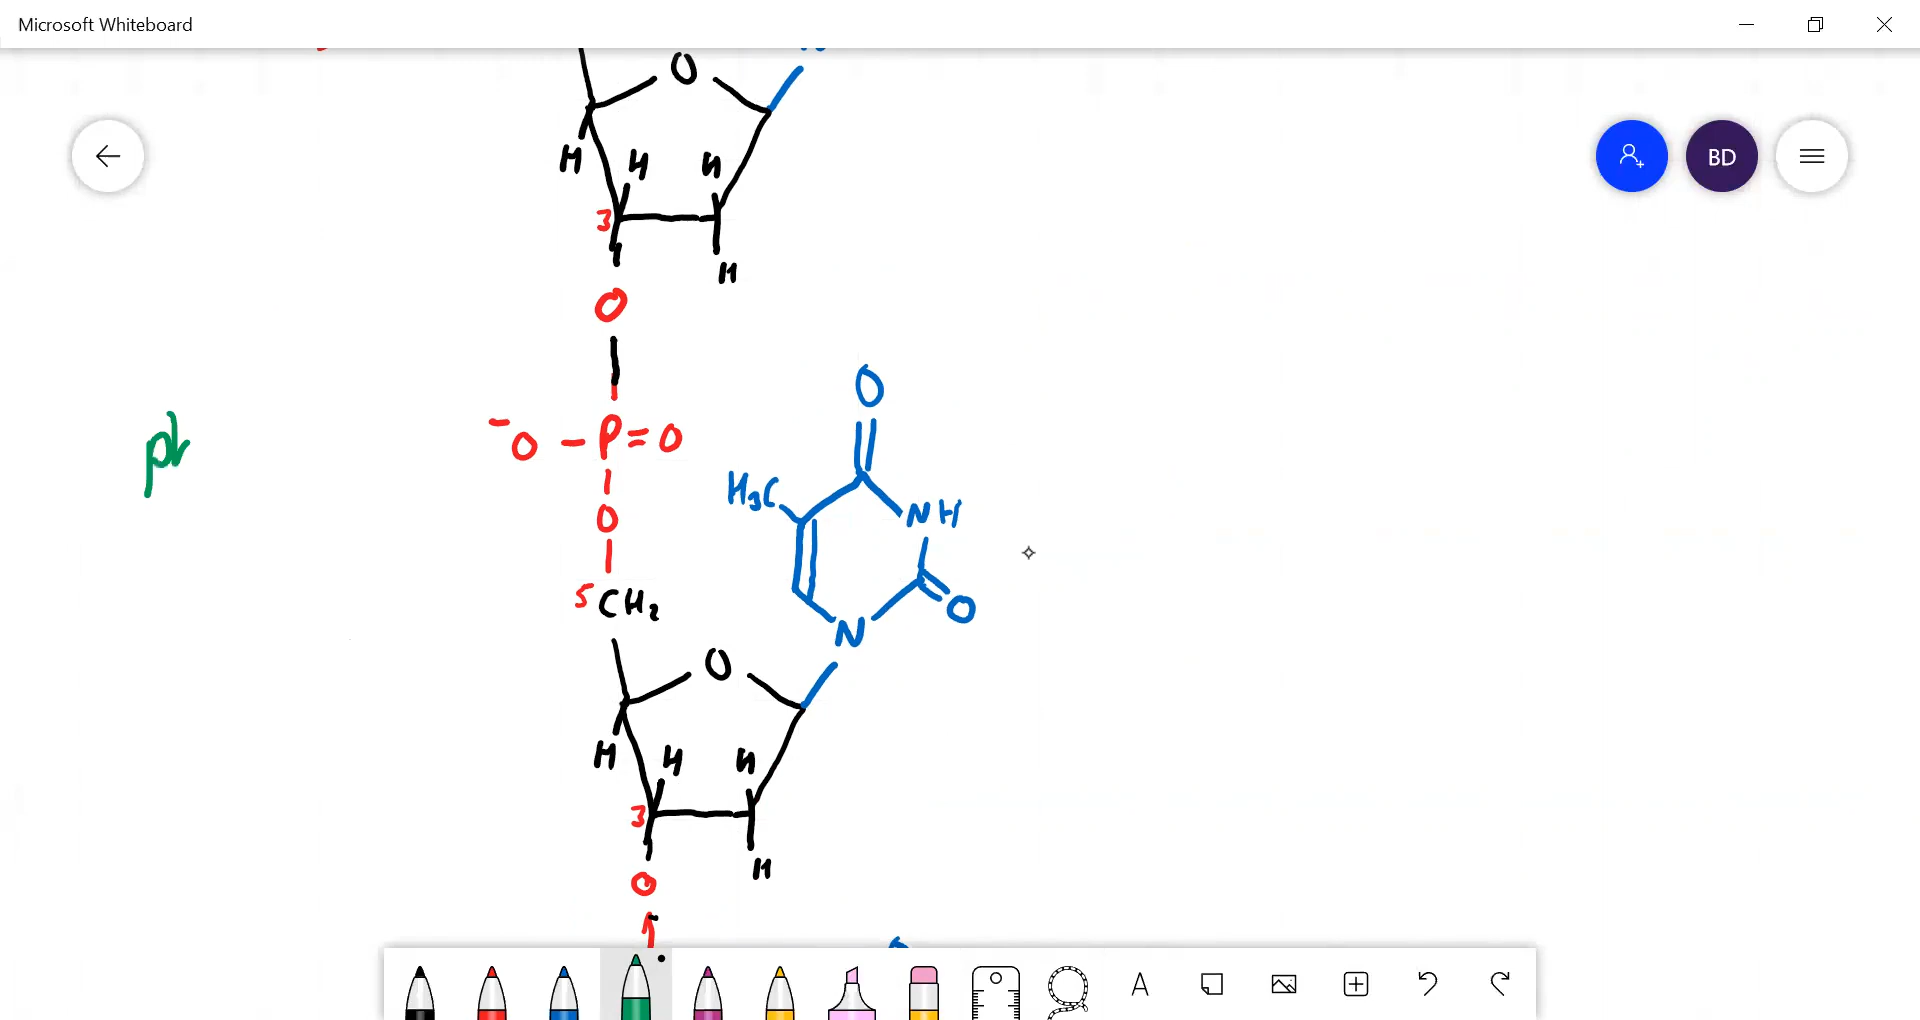 Microsoft Whiteboard
O
BD
H H H
3
H
O
O
⁻O – P = O
H₃C
NH
O
5 CH₂
O
N
O
H H H
3
H
O
A